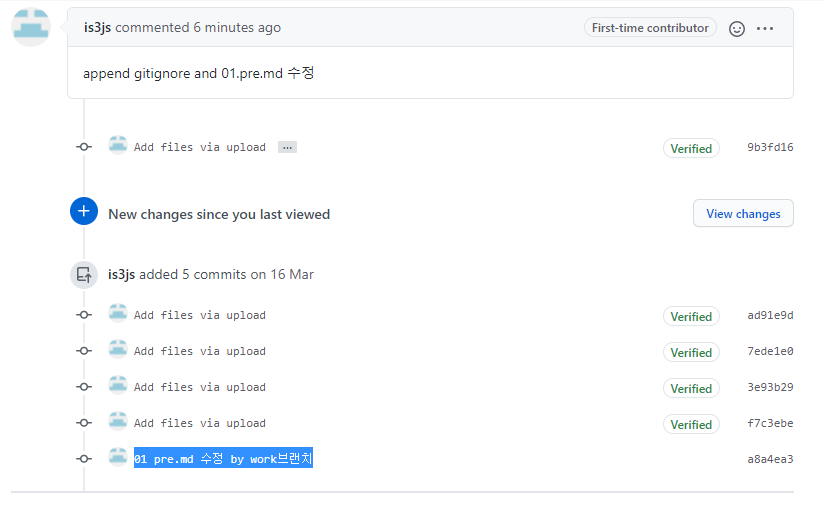 is3js commented 6 minutes ago First-time contributor
append gitignore and 01.pre.md 수정
Add files via upload ... Verified 9b3fd16
New changes since you last viewed View changes
is3js added 5 commits on 16 Mar
Add files via upload Verified ad91e9d
Add files via upload Verified 7ede1e0
Add files via upload Verified 3e93b29
Add files via upload Verified f7c3ebe
01 pre.md 수정 by work브랜치 a8a4ea3